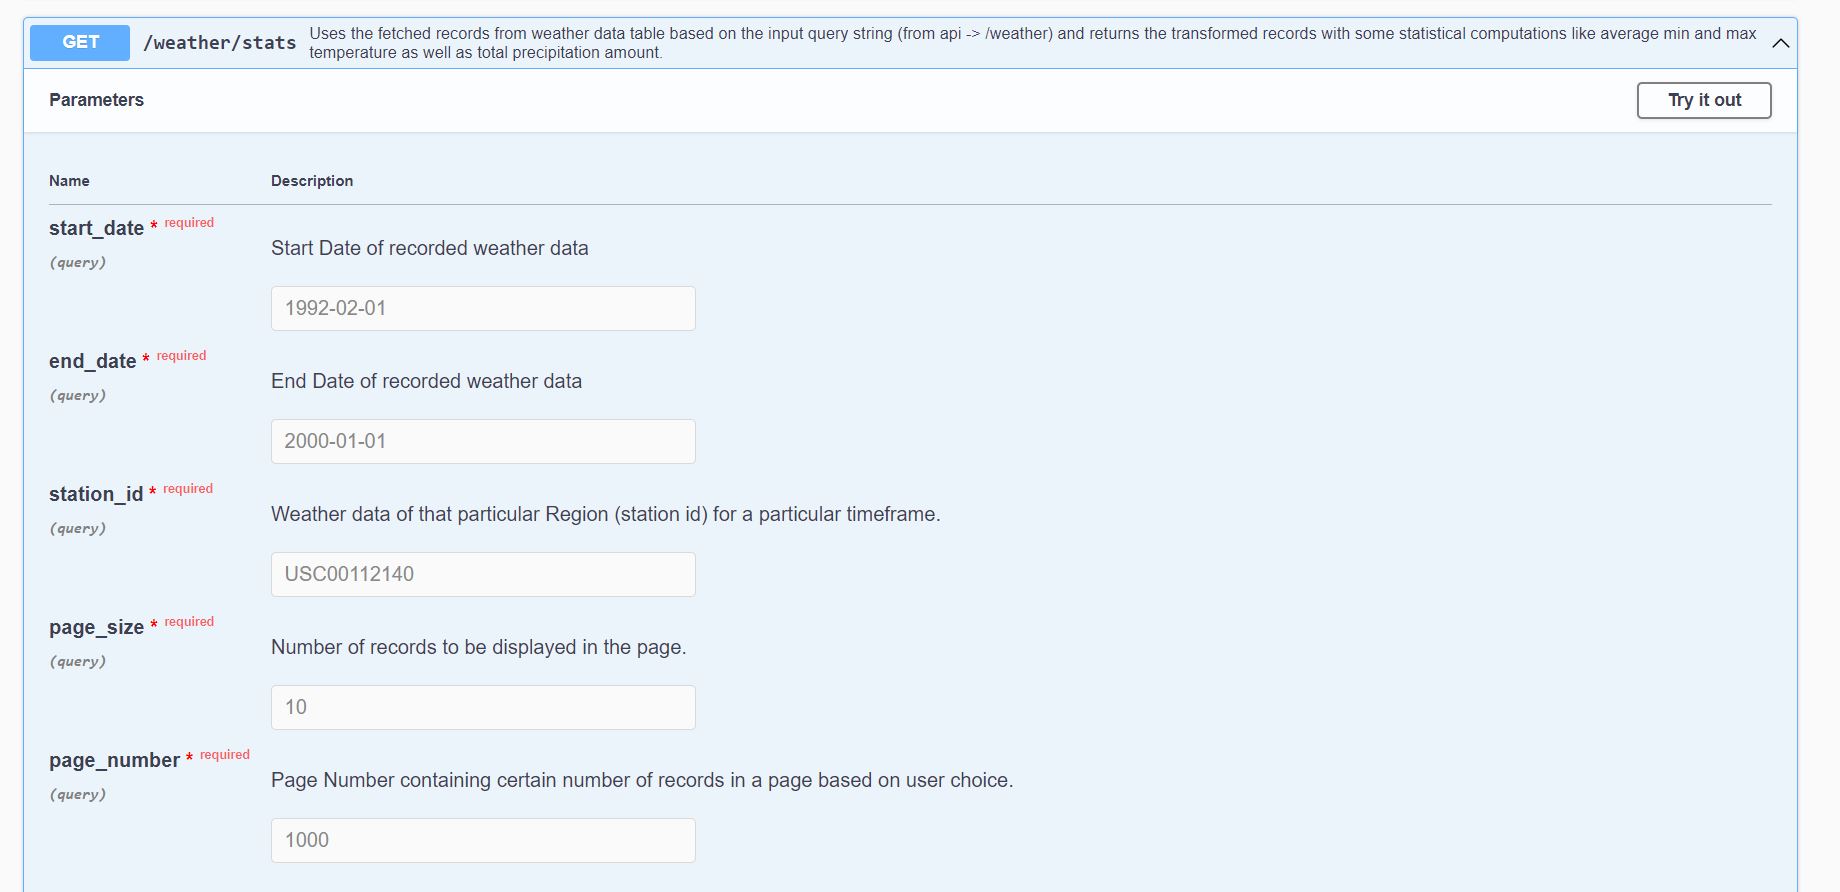 GET /weather/stats Uses the fetched records from weather data table based on the input query string (from api -> /weather) and returns the transformed records with some statistical computations like average min and max
temperature as well as total precipitation amount.
Parameters
Try it out
Name Description
start_date * required
(query)
Start Date of recorded weather data
1992-02-01
end_date * required
(query)
End Date of recorded weather data
2000-01-01
station_id * required
(query)
Weather data of that particular Region (station id) for a particular timeframe.
USC00112140
page_size * required
(query)
Number of records to be displayed in the page.
10
page_number * required
(query)
Page Number containing certain number of records in a page based on user choice.
1000